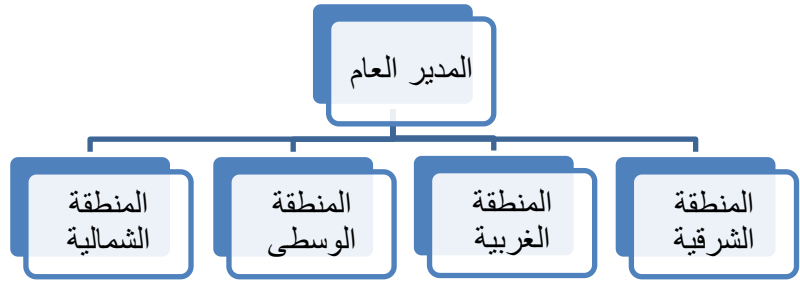 المدير العام
المنطقة
الشرقية
المنطقة
الغربية
المنطقة
الوسطى
المنطقة
الشمالية